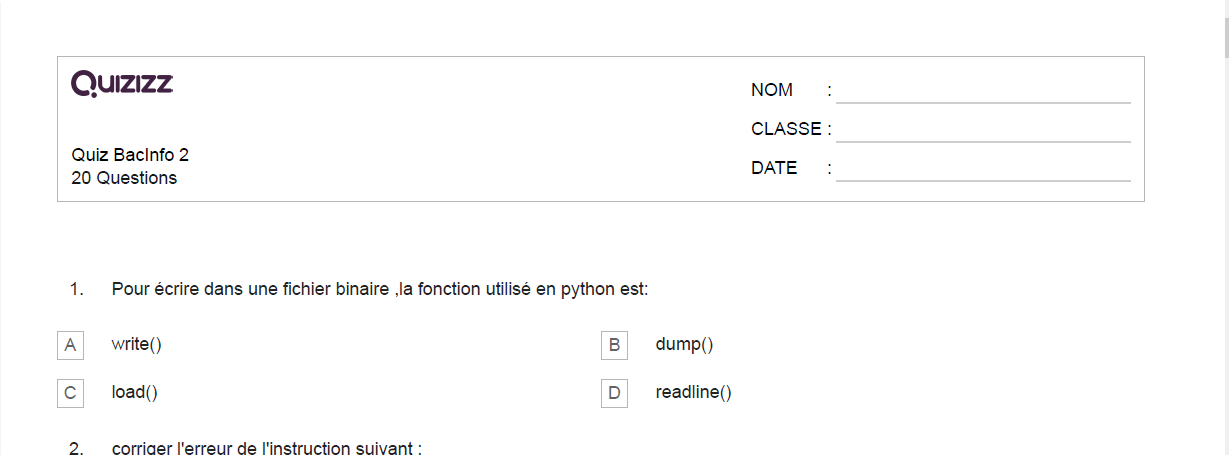 Quizizz
NOM :
CLASSE :
Quiz BacInfo 2
DATE :
20 Questions
1. Pour écrire dans une fichier binaire ,la fonction utilisé en python est:
A write() B dump()
C load() D readline()
2. corriger l'erreur de l'instruction suivant :